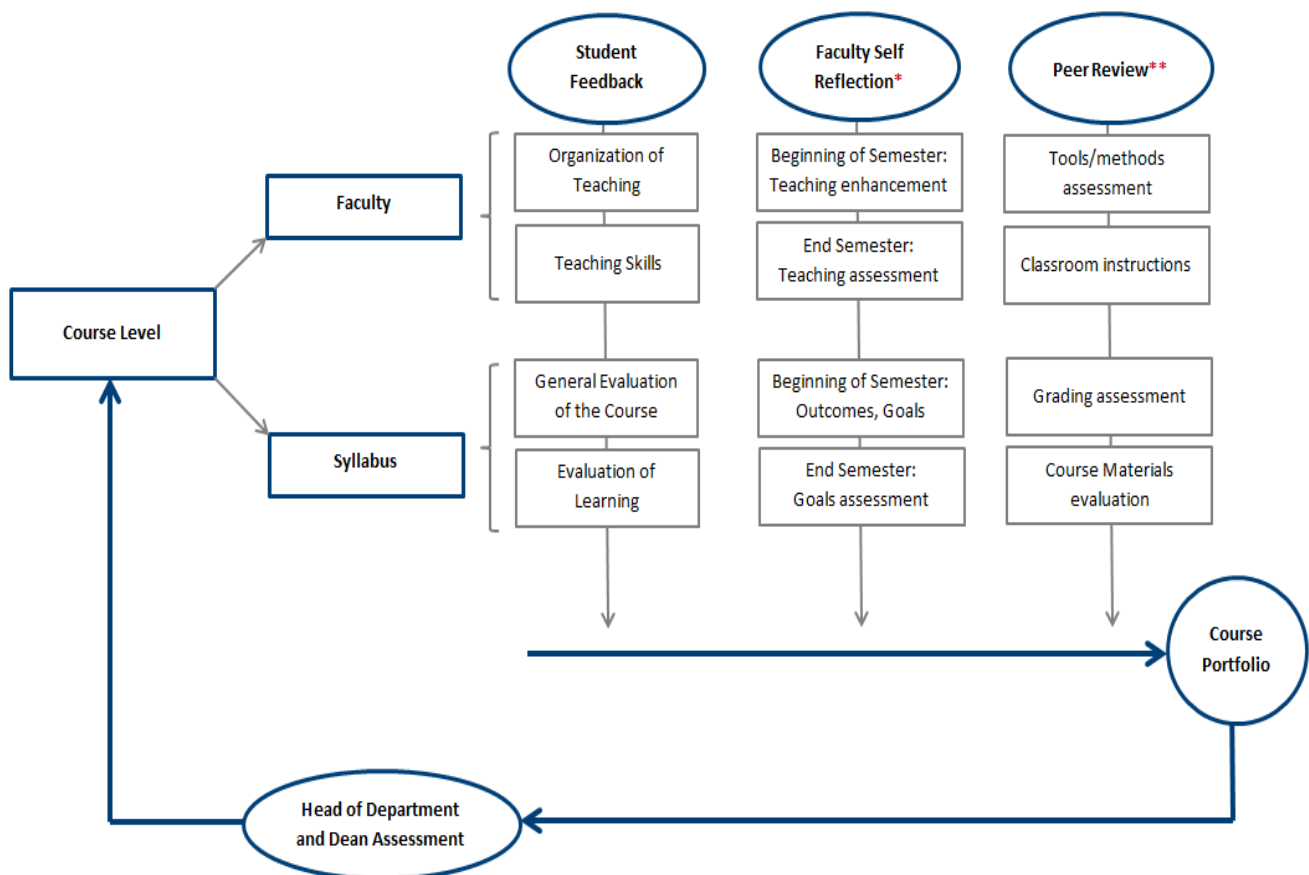 Student
Feedback
Faculty Self
Reflection*
Peer Review**
Organization of
Teaching
Beginning of Semester:
Teaching enhancement
Tools/methods
assessment
Faculty
Teaching Skills
End Semester:
Teaching assessment
Classroom instructions
Course Level
General Evaluation
of the Course
Beginning of Semester:
Outcomes, Goals
Grading assessment
Syllabus
Evaluation of
Learning
End Semester:
Goals assessment
Course Materials
evaluation
Course
Portfolio
Head of Department
and Dean Assessment